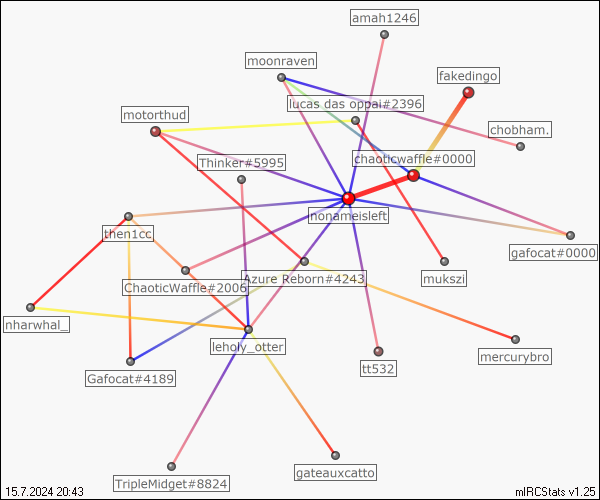 amah1246
moonraven
fakedingo
lucas das oppai#2396
motorthud
chobham.
Thinker#5995
chaoticwaffle#0000
nonameisleft
then1cc
gafocat#0000
ChaoticWaffle#2006
Azure Reborn#4243
mukszi
nharwhal_
leholy_otter
mercurybro
tt532
Gafocat#4189
gateauxcatto
TripleMidget#8824
15.7.2024 20:43
mIRCStats v1.25